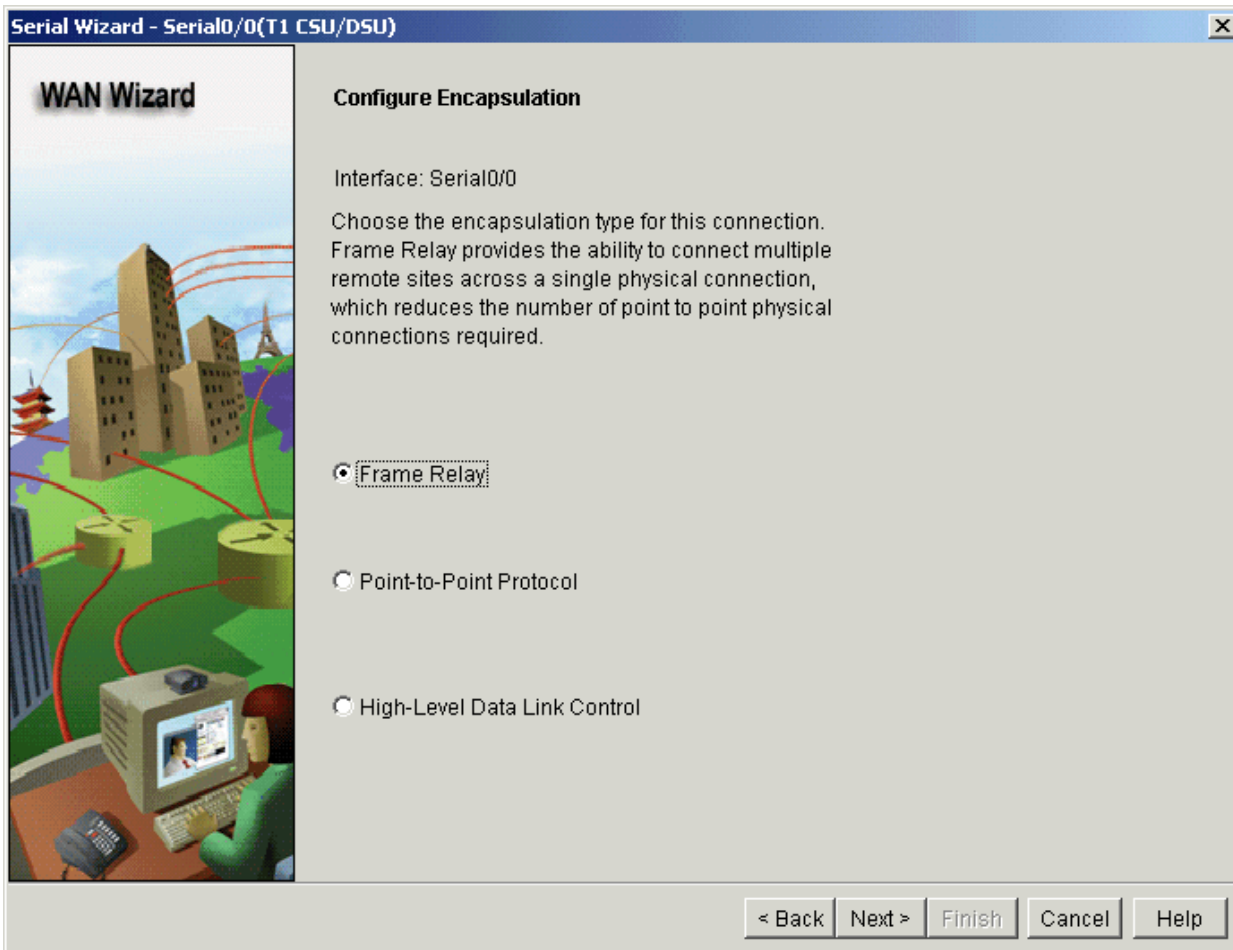 Serial Wizard - Serial0/0(T1 CSU/DSU)
WAN Wizard
Configure Encapsulation
Interface: Serial0/0
Choose the encapsulation type for this connection.
Frame Relay provides the ability to connect multiple
remote sites across a single physical connection,
which reduces the number of point to point physical
connections required.
Frame Relay
Point-to-Point Protocol
High-Level Data Link Control
< Back
Next >
Finish
Cancel
Help